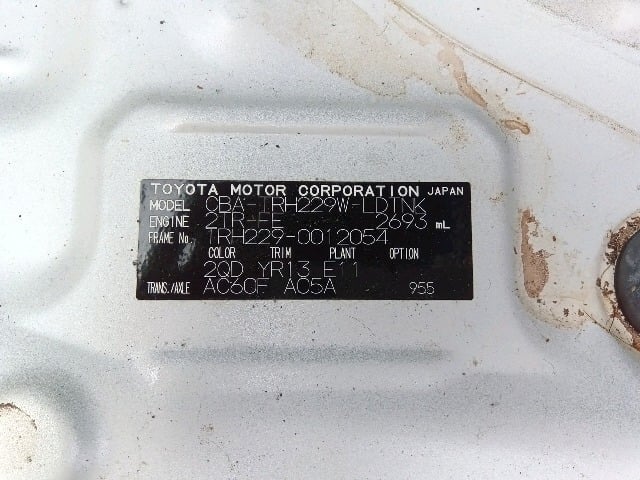 TOYOTA MOTOR CORPORATION JAPAN
MODEL CBA-TRH229W-LDTNK
ENGINE 2TR-FE 2693 mL
FRAME No. TRH229-0012054
COLOR TRIM PLANT OPTION
2QD YR13 E11
TRANS./AXLE AC60F AC5A 955